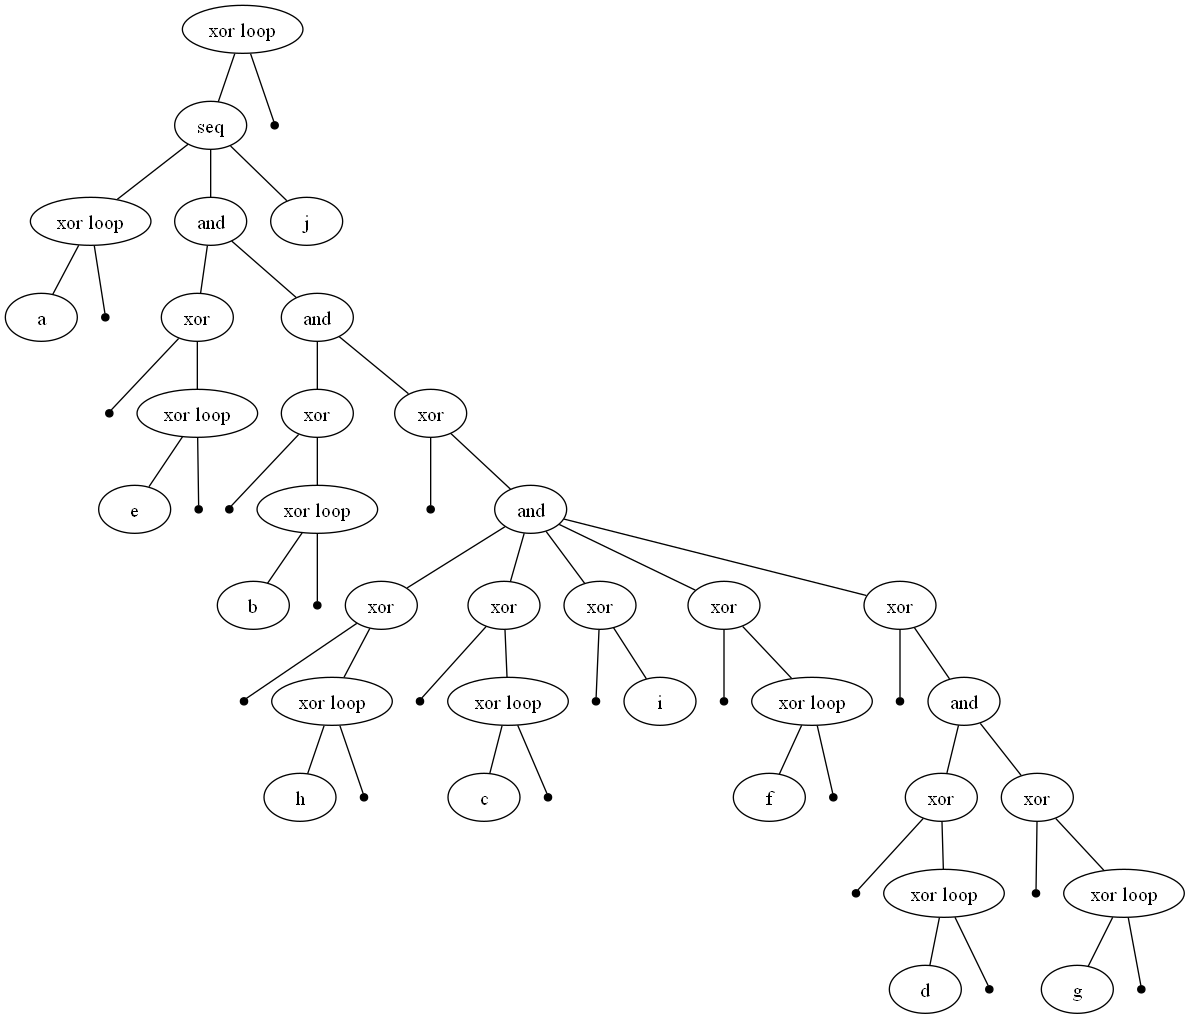 xor loop
seq
xor loop
and
j
a
xor
and
xor loop
xor
xor
e
xor loop
and
b
xor
xor
xor
xor
xor
xor loop
xor loop
i
xor loop
and
h
c
f
xor
xor
xor loop
xor loop
d
g